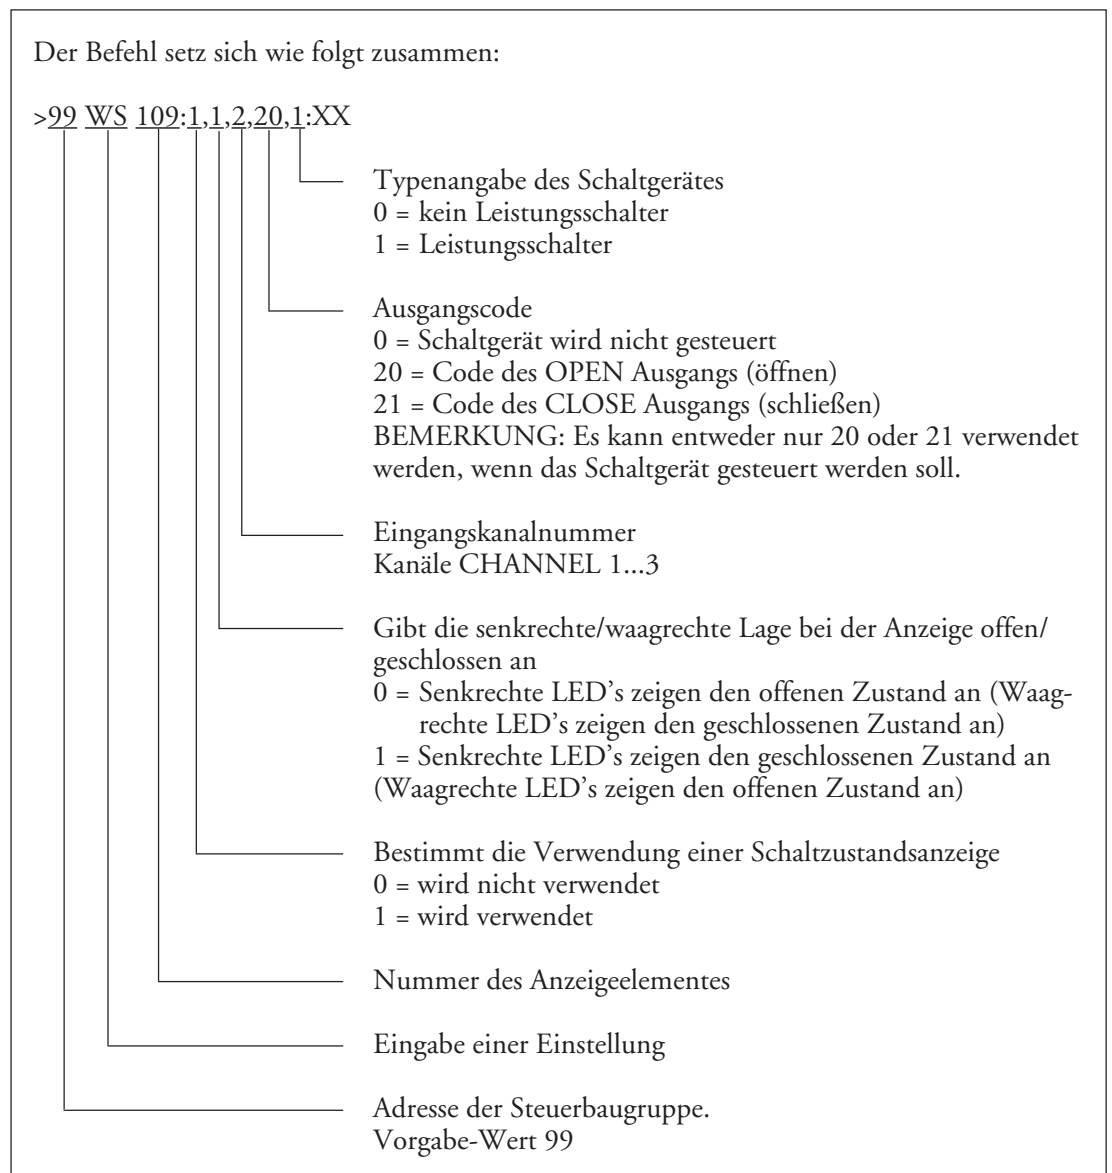 Der Befehl setz sich wie folgt zusammen:
>99 WS 109:1,1,2,20,1:XX
Typenangabe des Schaltgerätes
0 = kein Leistungsschalter
1 = Leistungsschalter
Ausgangscode
0 = Schaltgerät wird nicht gesteuert
20 = Code des OPEN Ausgangs (öffnen)
21 = Code des CLOSE Ausgangs (schließen)
BEMERKUNG: Es kann entweder nur 20 oder 21 verwendet
werden, wenn das Schaltgerät gesteuert werden soll.
Eingangskanalnummer
Kanäle CHANNEL 1...3
Gibt die senkrechte/waagrechte Lage bei der Anzeige offen/
geschlossen an
0 = Senkrechte LED’s zeigen den offenen Zustand an (Waag-
rechte LED’s zeigen den geschlossenen Zustand an)
1 = Senkrechte LED’s zeigen den geschlossenen Zustand an
(Waagrechte LED’s zeigen den offenen Zustand an)
Bestimmt die Verwendung einer Schaltzustandsanzeige
0 = wird nicht verwendet
1 = wird verwendet
Nummer des Anzeigeelementes
Eingabe einer Einstellung
Adresse der Steuerbaugruppe.
Vorgabe-Wert 99